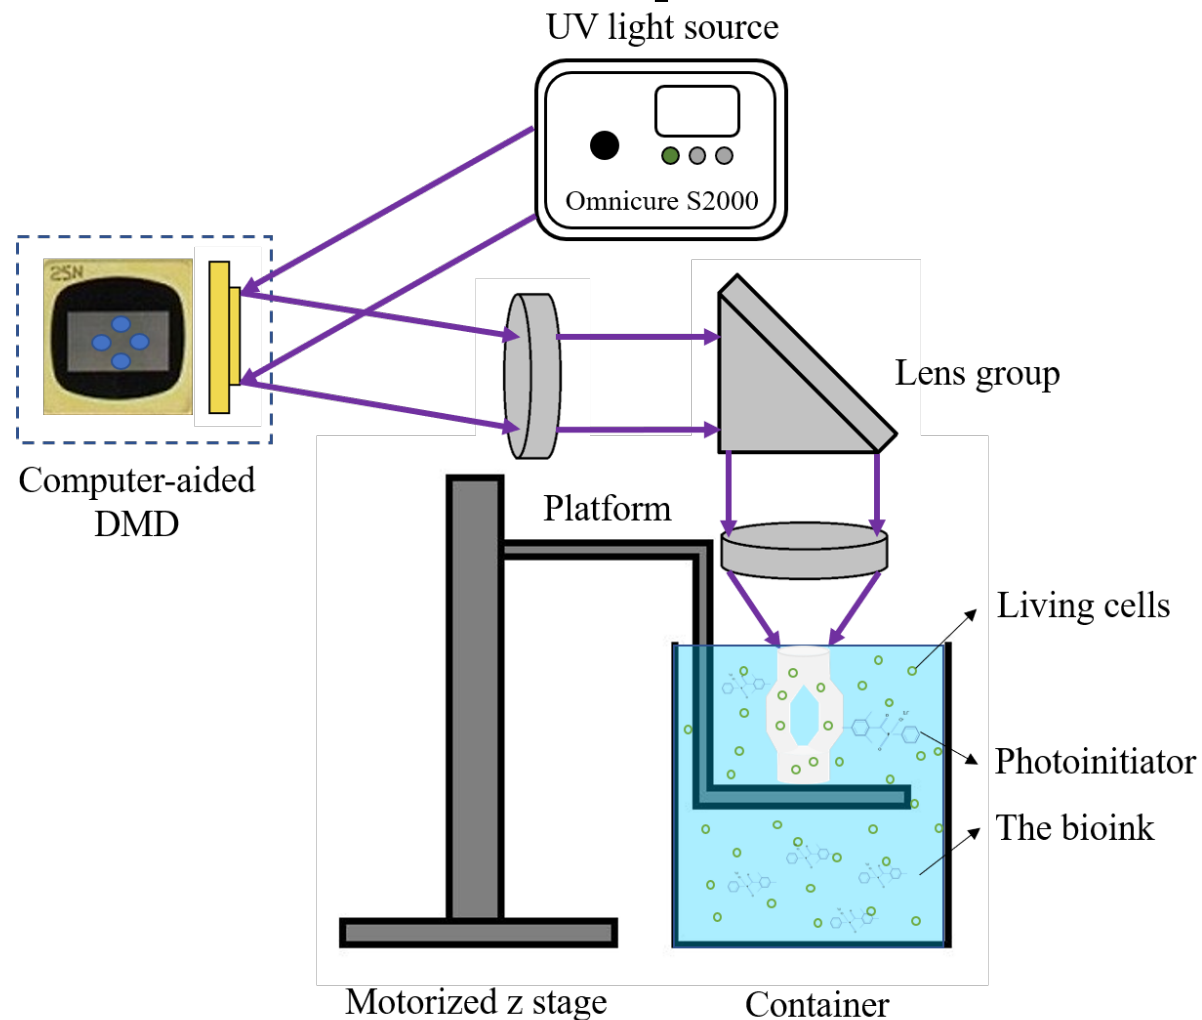 UV light source
Omnicure S2000
25N
Computer-aided
DMD
Lens group
Platform
Living cells
Photoinitiator
The bioink
Motorized z stage
Container